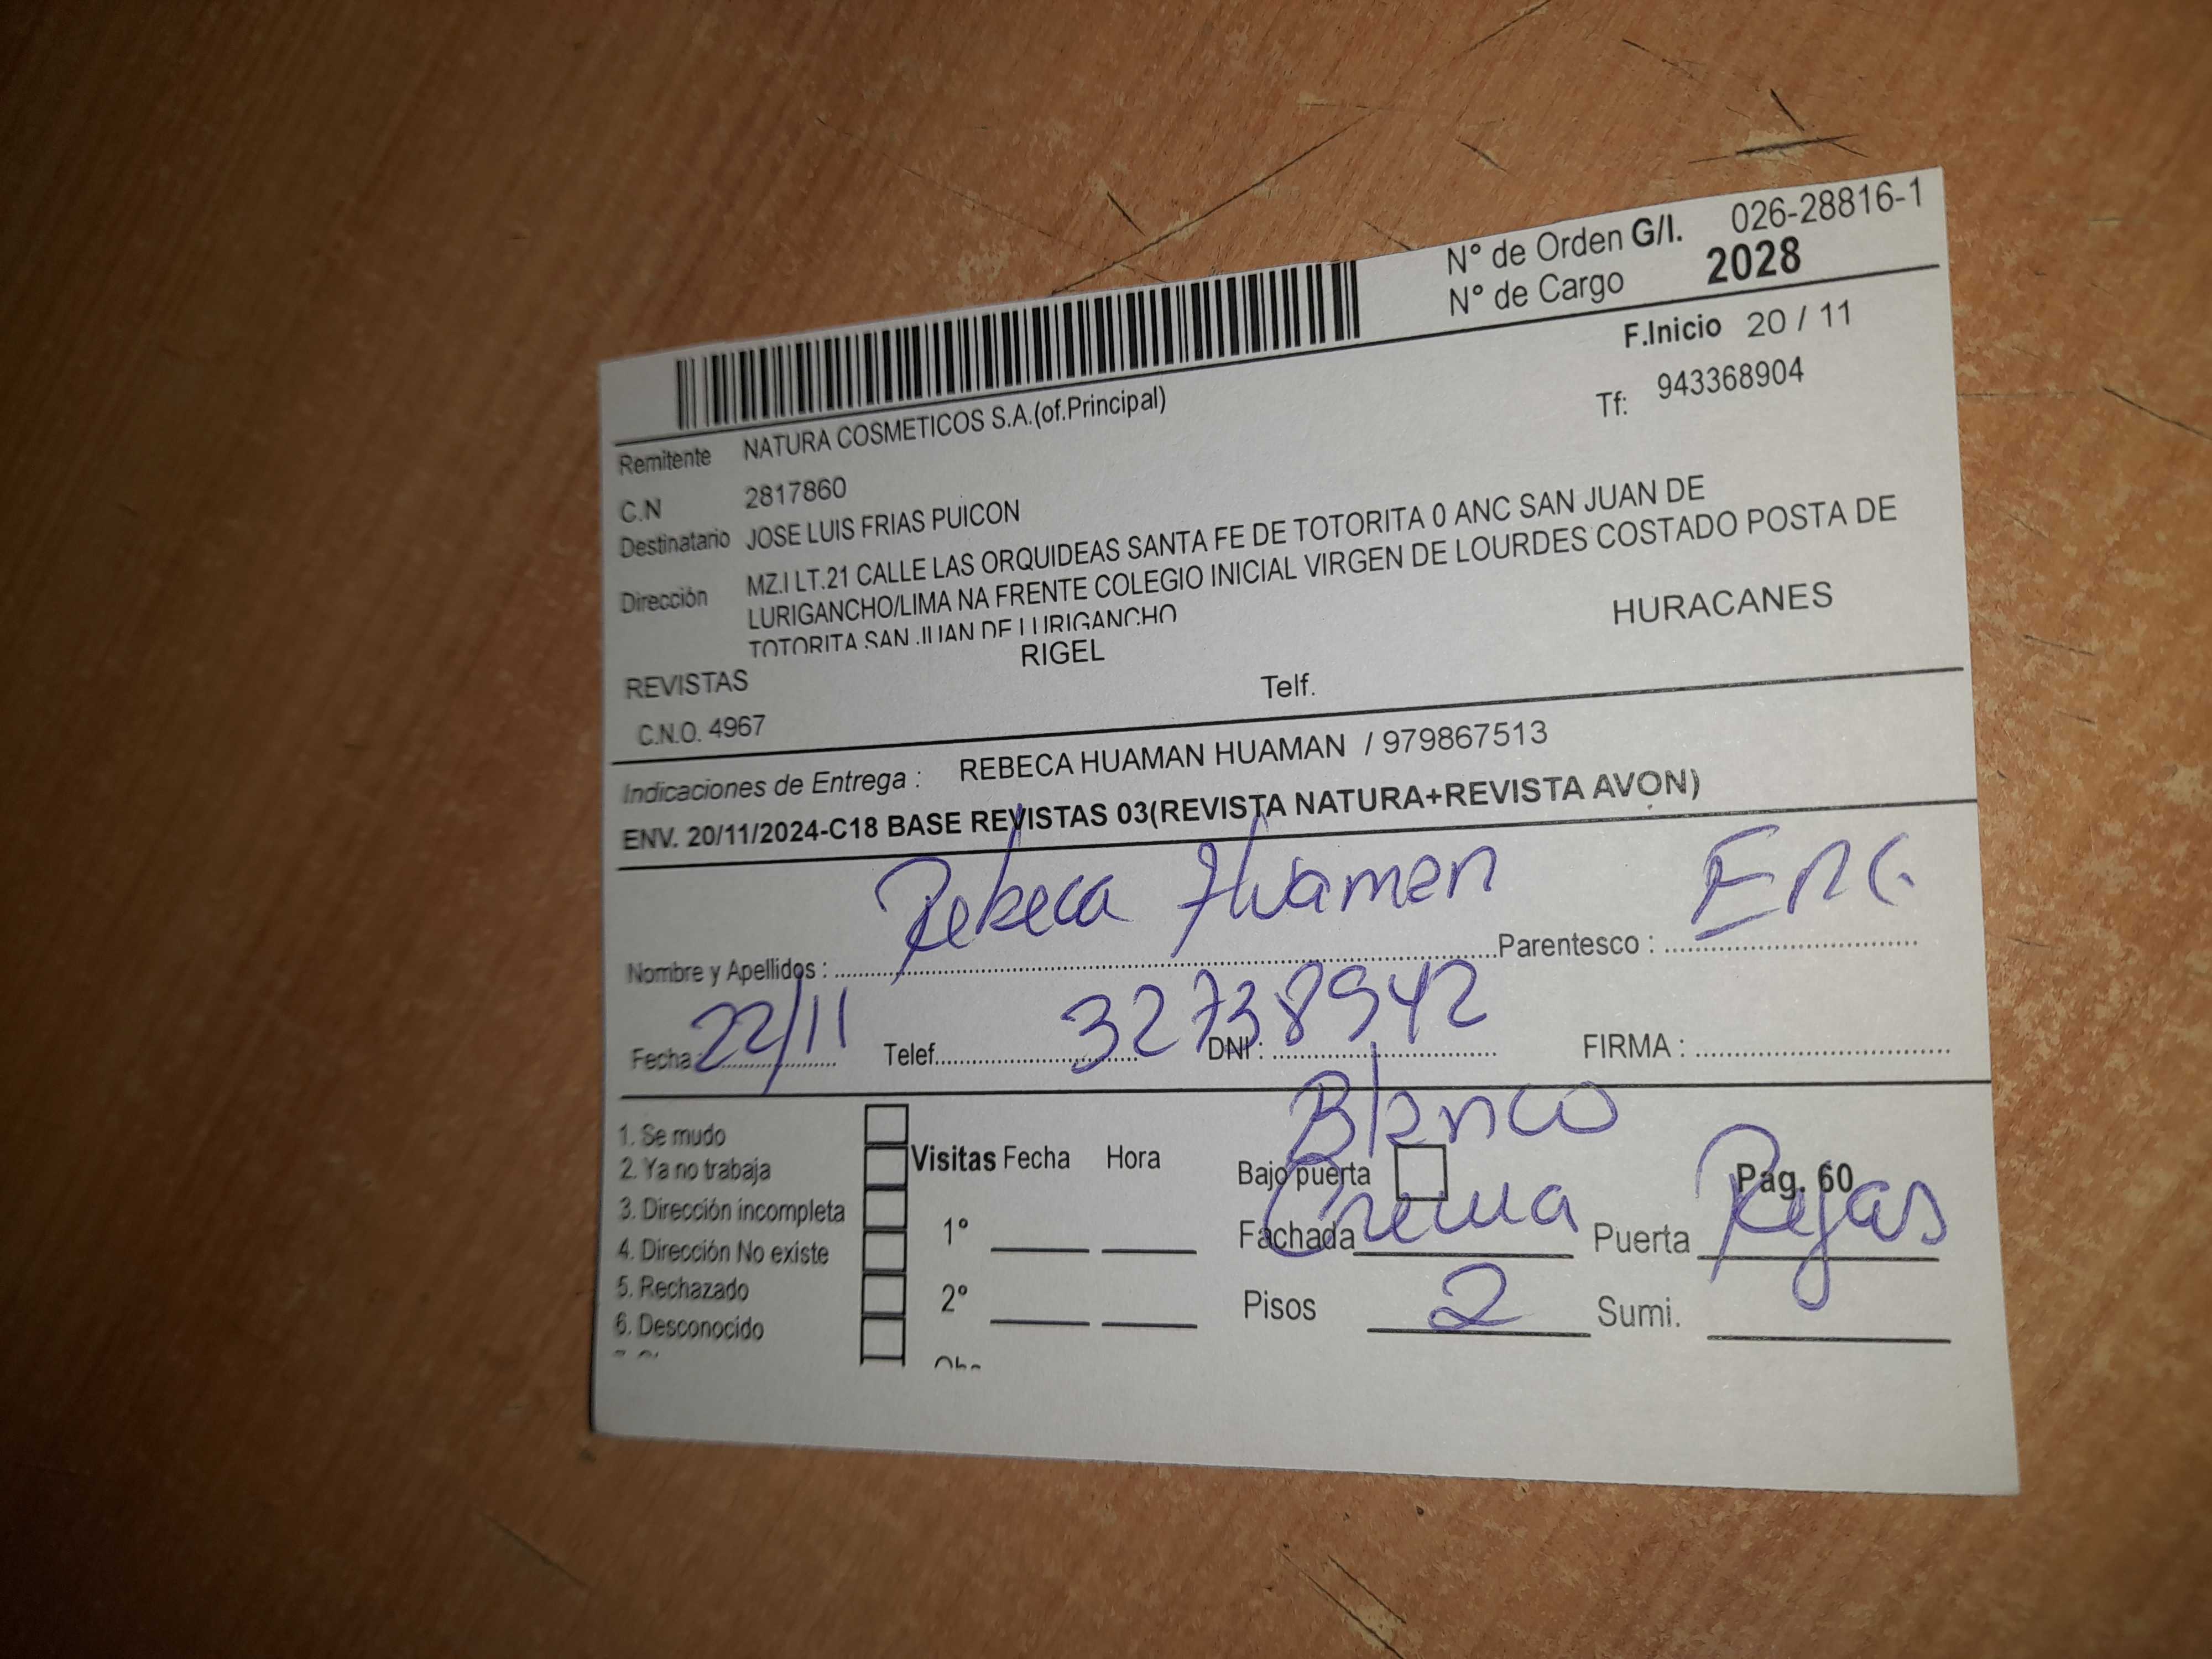 N° de Orden G/I. 026-28816-1
N° de Cargo 2028
F.Inicio 20 / 11
Remitente NATURA COSMETICOS S.A.(of.Principal) Tf: 943368904
C.N 2817860
Destinatario JOSE LUIS FRIAS PUICON
Dirección MZ.I LT.21 CALLE LAS ORQUIDEAS SANTA FE DE TOTORITA 0 ANC SAN JUAN DE
LURIGANCHO/LIMA NA FRENTE COLEGIO INICIAL VIRGEN DE LOURDES COSTADO POSTA DE
TOTORITA SAN JUAN DE LURIGANCHO
REVISTAS RIGEL HURACANES
C.N.O. 4967 Telf.
Indicaciones de Entrega : REBECA HUAMAN HUAMAN / 979867513
ENV. 20/11/2024-C18 BASE REVISTAS 03(REVISTA NATURA+REVISTA AVON)
Nombre y Apellidos : Rebeca Huaman Parentesco : Enc.
Fecha 22/11 Telef. DNI : 32738942 FIRMA :
Blanco
1. Se mudo
2. Ya no trabaja Visitas Fecha Hora Bajo puerta Pag. 60
3. Dirección incompleta 1° Fachada Crema Puerta Rejas
4. Dirección No existe
5. Rechazado 2° Pisos 2 Sumi.
6. Desconocido